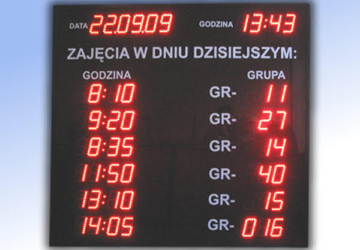 DATA 22.09.09 GODZINA 13:43
ZAJĘCIA W DNIU DZISIEJSZYM:
GODZINA GRUPA
8:10 GR- 11
9:20 GR- 27
8:35 GR- 14
11:50 GR- 40
13:10 GR- 15
14:05 GR- 016